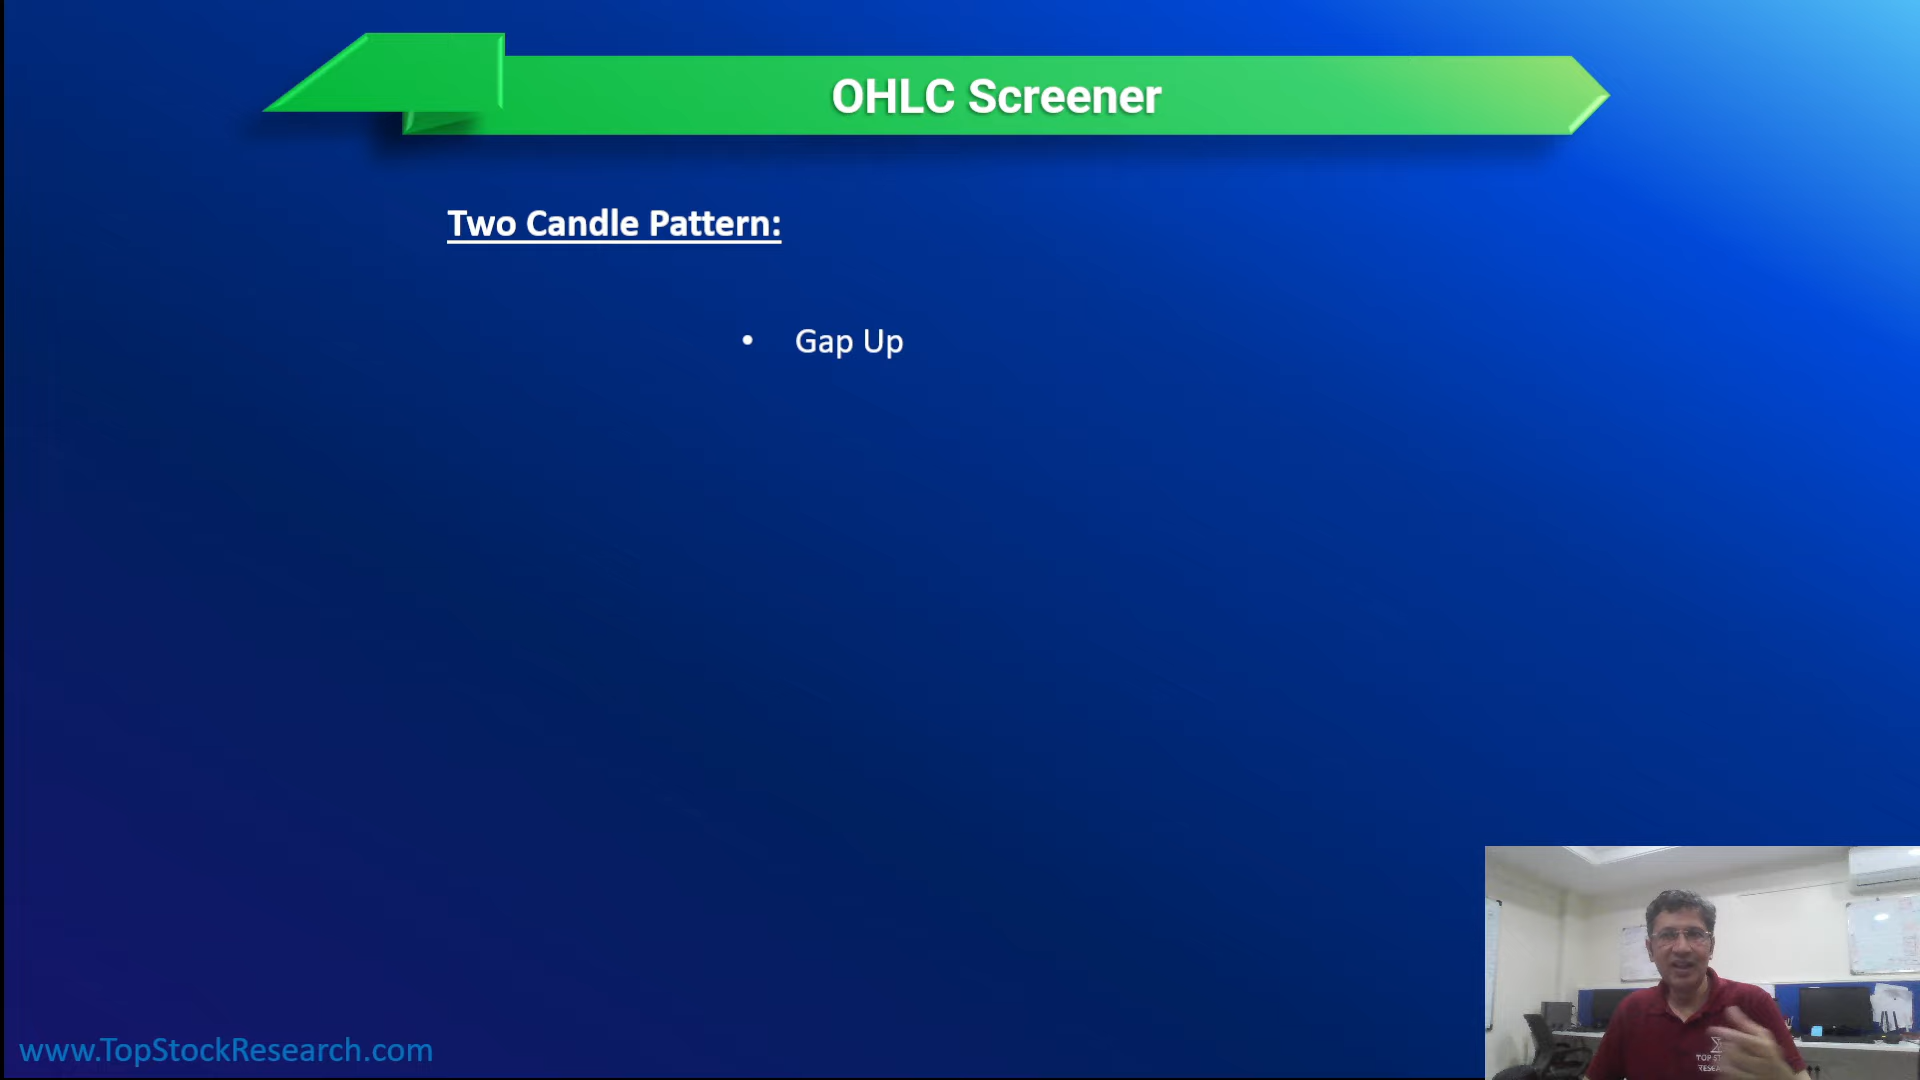 OHLC Screener
Two Candle Pattern:
• Gap Up
www.TopStockResearch.com